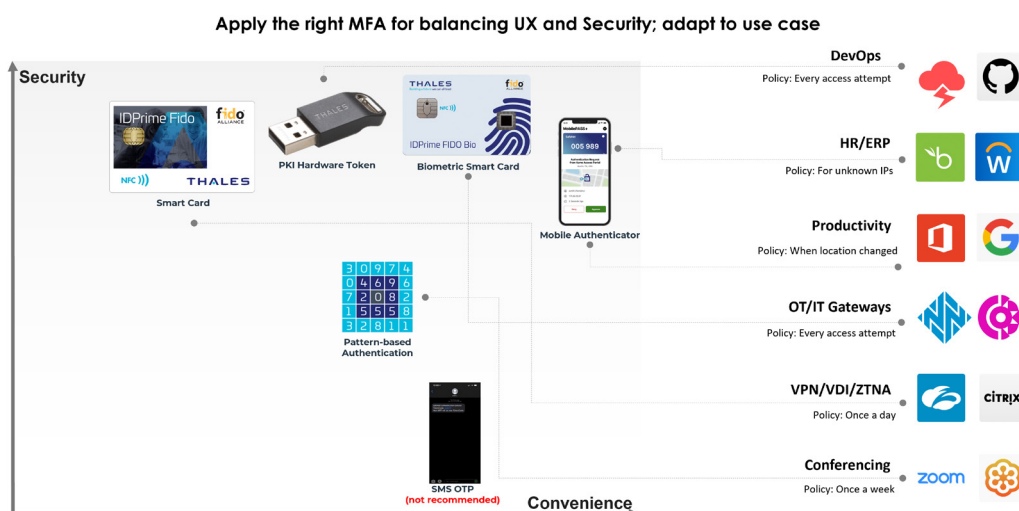 Apply the right MFA for balancing UX and Security; adapt to use case
Security
IDPrime Fido
fido
ALLIANCE
NFC
THALES
Smart Card
THALES
PKI Hardware Token
THALES
fido
ALLIANCE
NFC
IDPrime FIDO Bio
Biometric Smart Card
MobilePASS+
005 989
Mobile Authenticator
3 0 9 7 4
0 4 6 9 6
7 2 0 8 2
1 5 5 5 8
3 2 8 1 1
Pattern-based
Authentication
SMS OTP
(not recommended)
Convenience
DevOps
Policy: Every access attempt
HR/ERP
Policy: For unknown IPs
b
w
Productivity
Policy: When location changed
G
OT/IT Gateways
Policy: Every access attempt
VPN/VDI/ZTNA
Policy: Once a day
citrix
Conferencing
Policy: Once a week
zoom